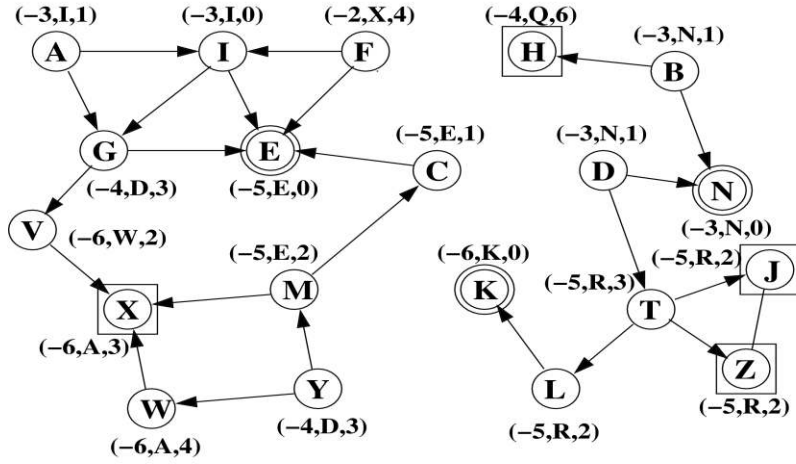 (−3,I,1) (−3,I,0) (−2,X,4) (−4,Q,6)
(−3,N,1)
A I F H B
(−5,E,1) (−3,N,1)
G E C D N
(−4,D,3) (−5,E,0)
(−3,N,0)
V (−6,W,2) (−5,E,2) (−6,K,0) (−5,R,2)
(−5,R,3)
X M K T J
(−6,A,3)
W Y L Z
(−6,A,4) (−4,D,3) (−5,R,2) (−5,R,2)